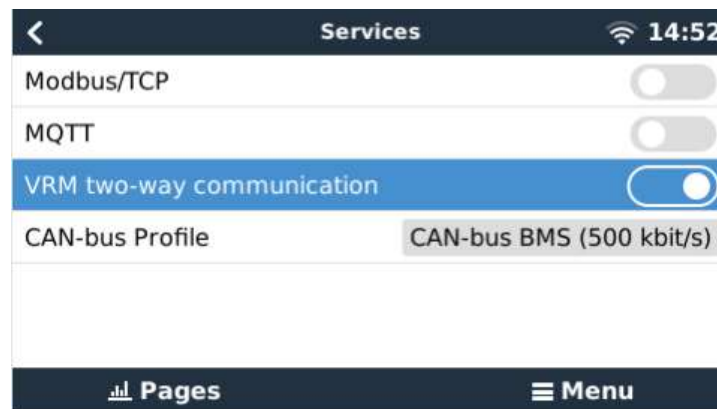 Services 14:52
Modbus/TCP
MQTT
VRM two-way communication
CAN-bus Profile CAN-bus BMS (500 kbit/s)
Pages Menu